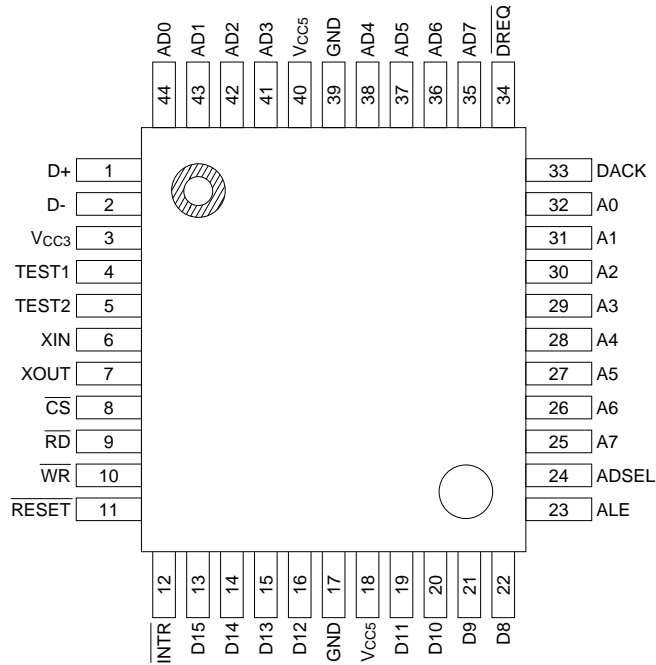 AD0 AD1 AD2 AD3 VCC5 GND AD4 AD5 AD6 AD7 DREQ
44 43 42 41 40 39 38 37 36 35 34
D+ 1 33 DACK
D- 2 32 A0
VCC3 3 31 A1
TEST1 4 30 A2
TEST2 5 29 A3
XIN 6 28 A4
XOUT 7 27 A5
CS 8 26 A6
RD 9 25 A7
WR 10 24 ADSEL
RESET 11 23 ALE
12 13 14 15 16 17 18 19 20 21 22
INTR D15 D14 D13 D12 GND VCC5 D11 D10 D9 D8